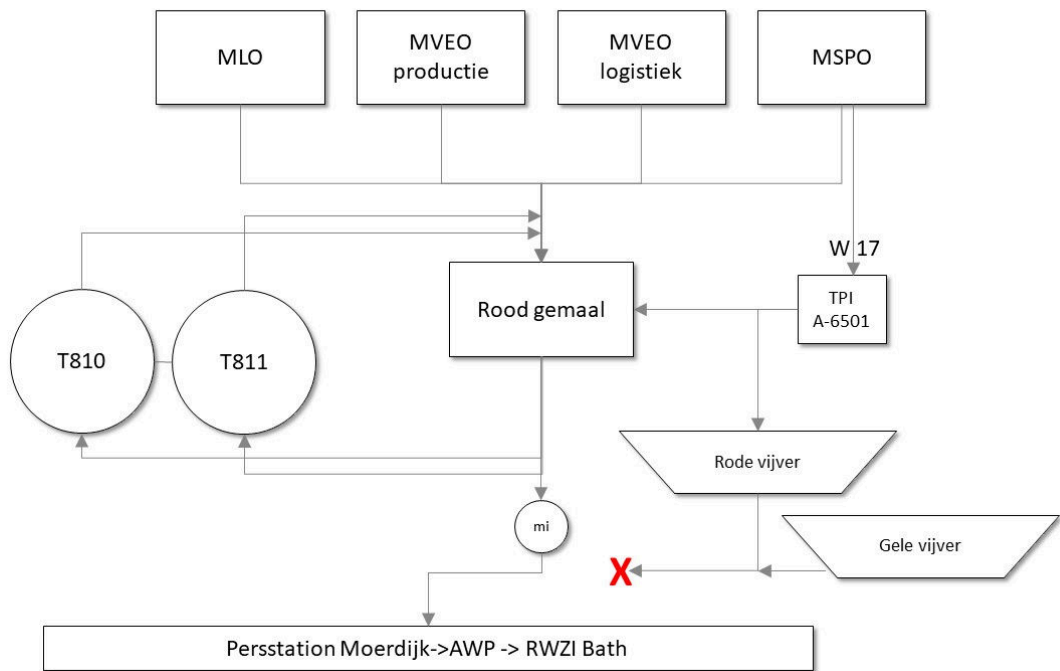 MLO
MVEO
productie
MVEO
logistiek
MSPO
W 17
Rood gemaal
TPI
A-6501
T810
T811
Rode vijver
mi
Gele vijver
X
Persstation Moerdijk->AWP -> RWZI Bath